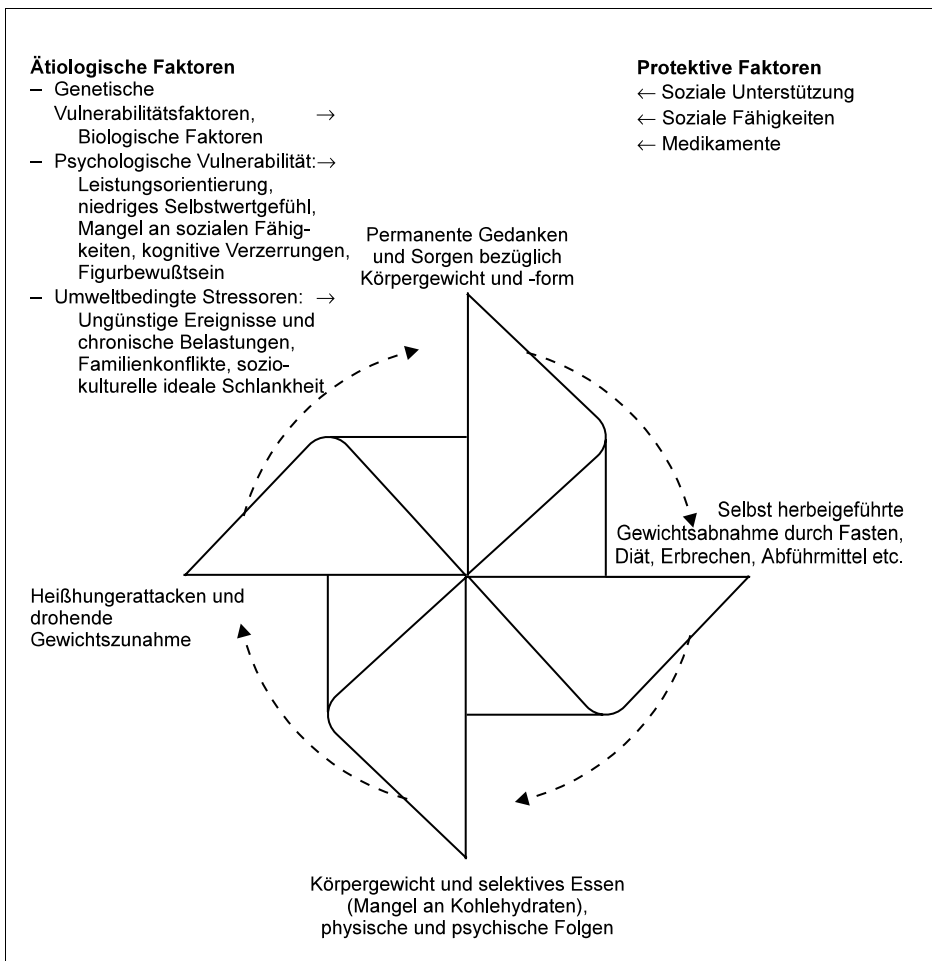 Ätiologische Faktoren
– Genetische
Vulnerabilitätsfaktoren, →
Biologische Faktoren
– Psychologische Vulnerabilität:→
Leistungsorientierung,
niedriges Selbstwertgefühl,
Mangel an sozialen Fähig-
keiten, kognitive Verzerrungen,
Figurbewußtsein
– Umweltbedingte Stressoren: →
Ungünstige Ereignisse und
chronische Belastungen,
Familienkonflikte, sozio-
kulturelle ideale Schlankheit
Protektive Faktoren
← Soziale Unterstützung
← Soziale Fähigkeiten
← Medikamente
Permanente Gedanken
und Sorgen bezüglich
Körpergewicht und -form
Selbst herbeigeführte
Gewichtsabnahme durch Fasten,
Diät, Erbrechen, Abführmittel etc.
Heißhungerattacken und
drohende
Gewichtszunahme
Körpergewicht und selektives Essen
(Mangel an Kohlehydraten),
physische und psychische Folgen